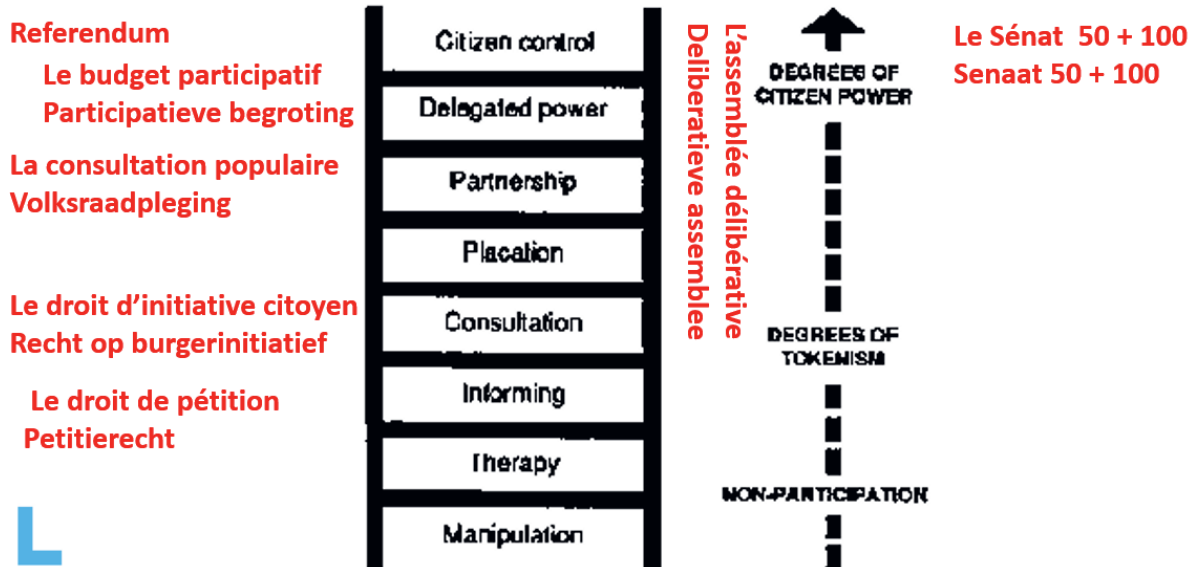 Referendum
Le budget participatif
Participatieve begroting
La consultation populaire
Volksraadpleging
Le droit d'initiative citoyen
Recht op burgerinitiatief
Le droit de pétition
Petitierecht
L
Citizen control
Delegated power
Partnership
Placation
Consultation
Informing
Therapy
Manipulation
L'assemblée délibérative
Deliberatieve assemblee
DEGREES OF
CITIZEN POWER
DEGREES OF
TOKENISM
NON-PARTICIPATION
Le Sénat 50 + 100
Senaat 50 + 100